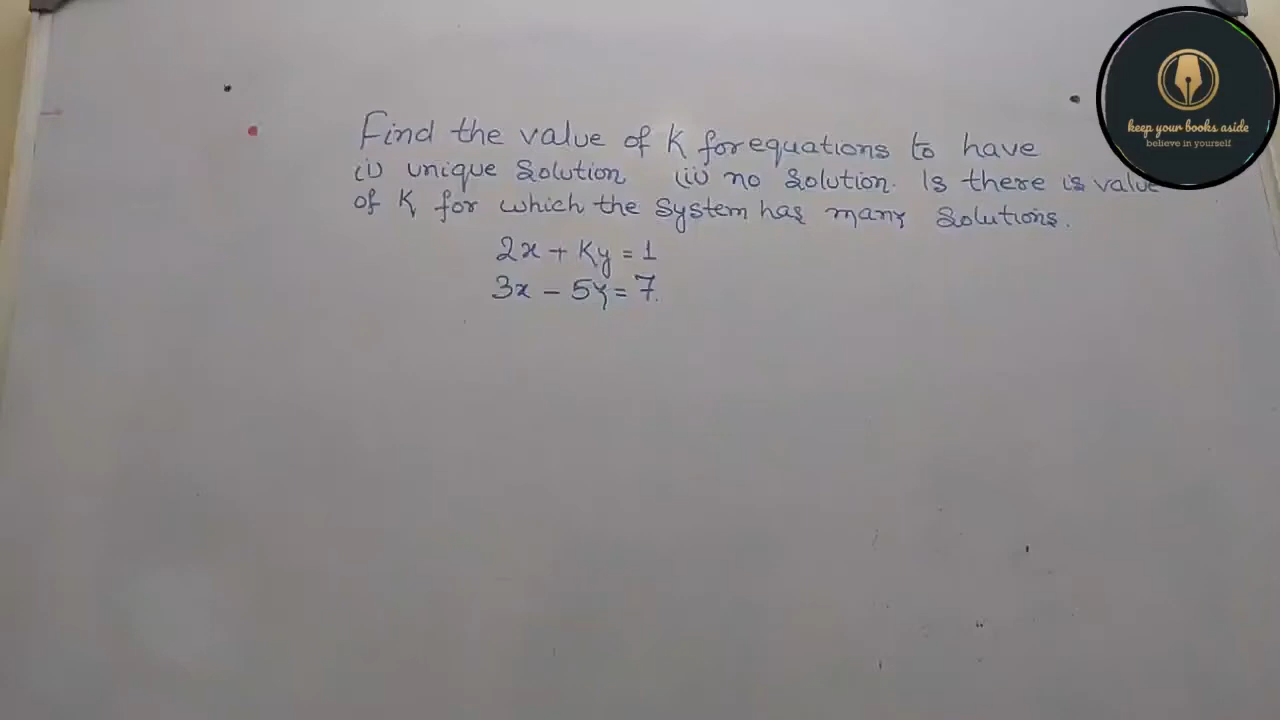 Find the value of K for equations to have
(i) unique solution (ii) no solution. Is there is value
of K for which the system has many solutions.
2x + Ky = 1
3x - 5y = 7.
keep your books aside
believe in yourself